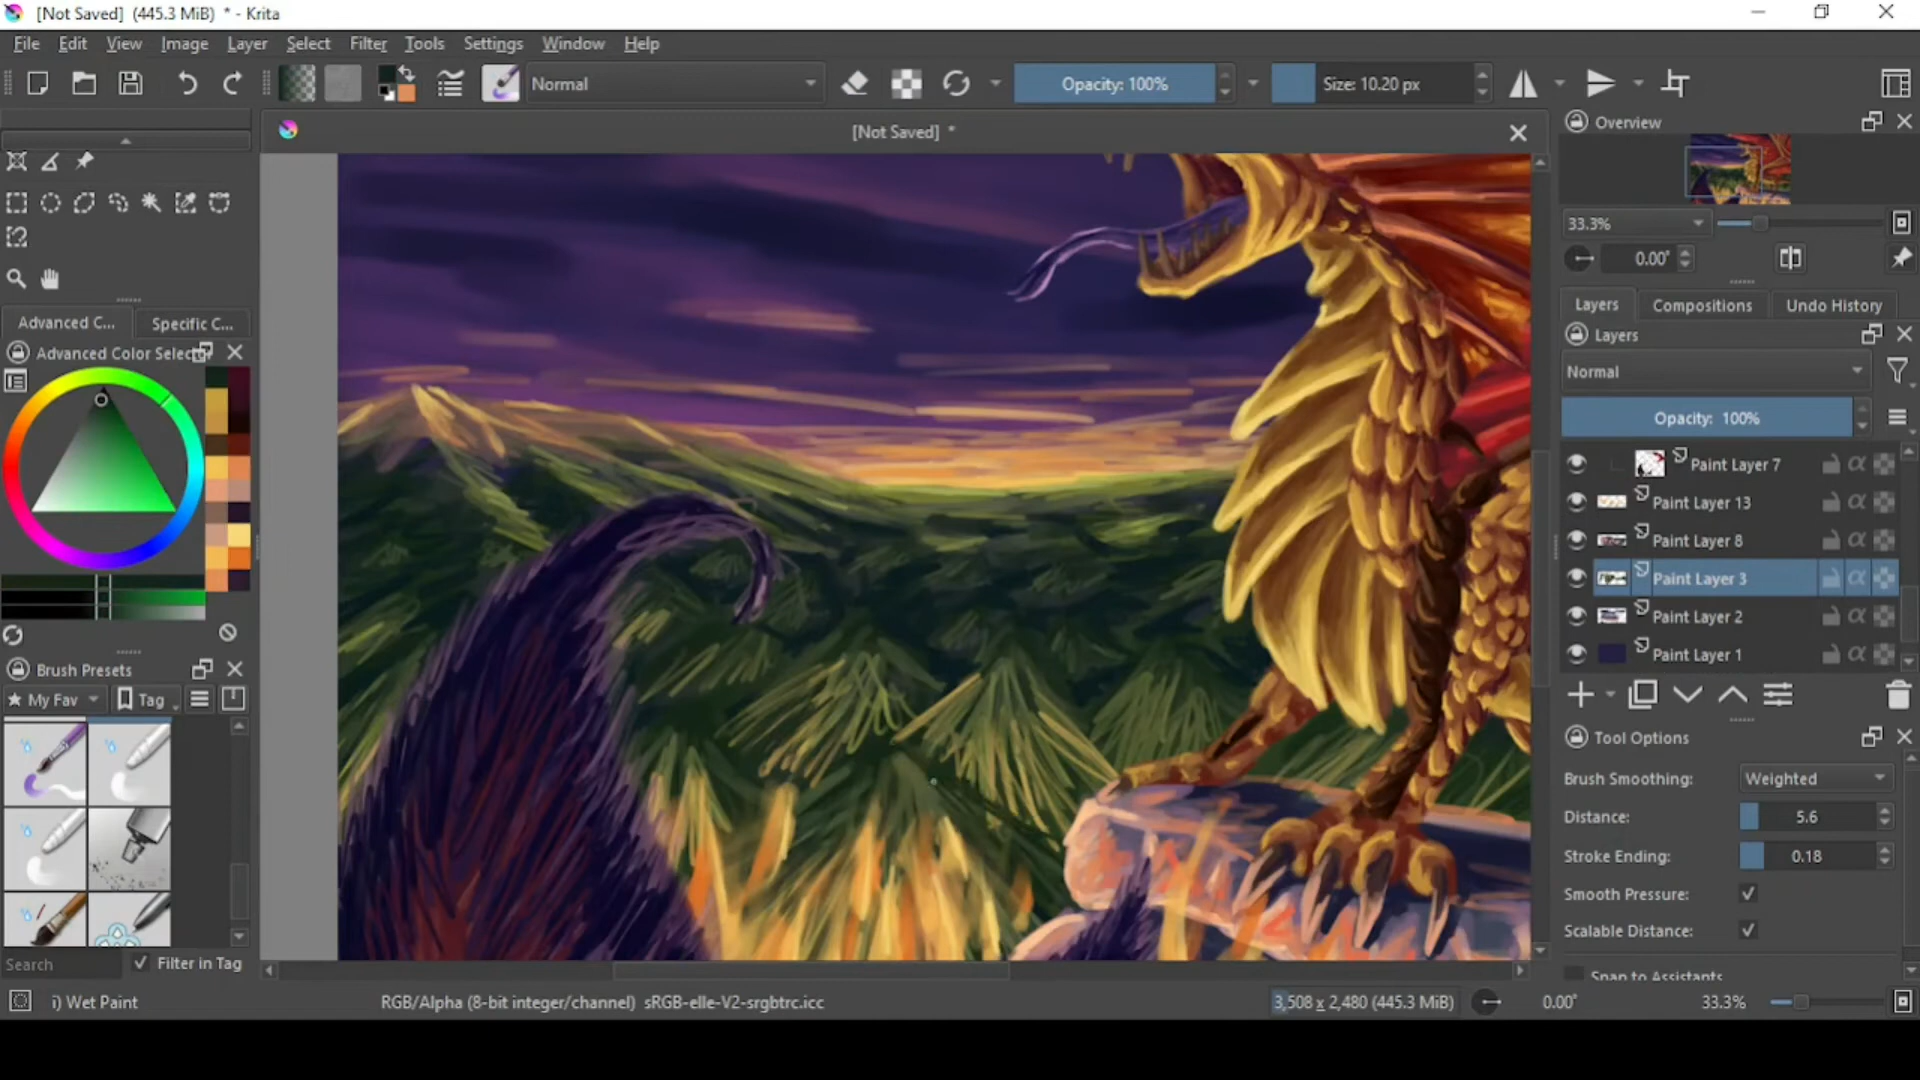 [Not Saved] (445.3 MiB) * - Krita
File Edit View Image Layer Select Filter Tools Settings Window Help
Normal
Opacity: 100%
Size: 10.20 px
[Not Saved] *
Overview
33.3%
0.00°
Advanced C...
Specific C...
Advanced Color Selec
Layers
Compositions
Undo History
Layers
Normal
Opacity: 100%
Paint Layer 7
Paint Layer 13
Paint Layer 8
Paint Layer 3
Paint Layer 2
Paint Layer 1
Brush Presets
My Fav
Tag
Tool Options
Brush Smoothing: Weighted
Distance: 5.6
Stroke Ending: 0.18
Smooth Pressure:
Scalable Distance:
Snap to Assistants
Search
Filter in Tag
i) Wet Paint
RGB/Alpha (8-bit integer/channel) sRGB-elle-V2-srgbtrc.icc
3,508 x 2,480 (445.3 MiB)
0.00°
33.3%